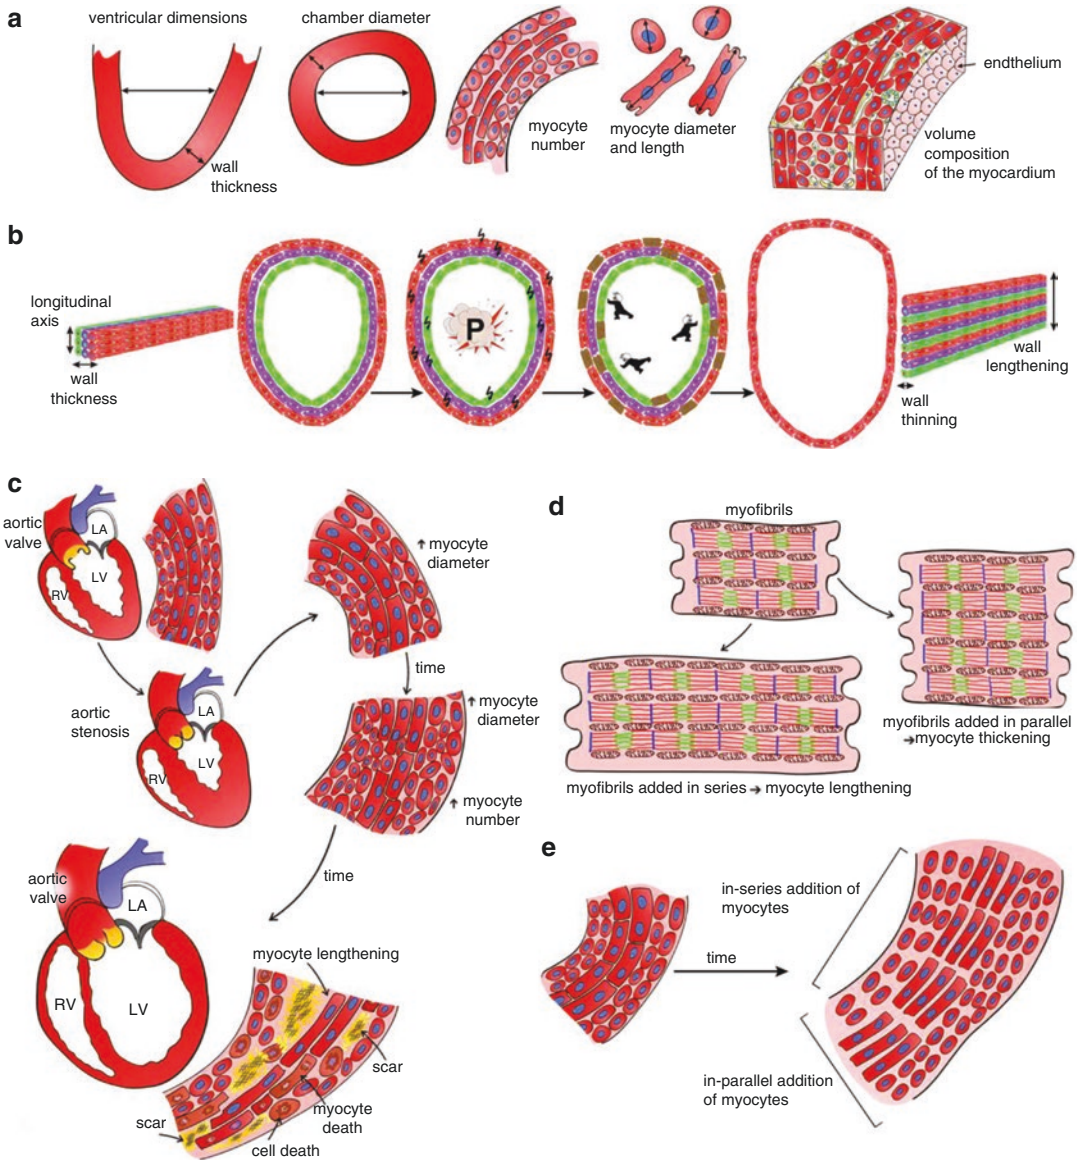 a
ventricular dimensions
wall
thickness
chamber diameter
myocyte
number
myocyte diameter
and length
endthelium
volume
composition
of the myocardium
b
longitudinal
axis
wall
thickness
P
wall
lengthening
wall
thinning
c
aortic
valve
LA
LV
RV
aortic
stenosis
LA
LV
RV
↑ myocyte
diameter
time
↑ myocyte
diameter
↑ myocyte
number
time
aortic
valve
LA
RV
LV
myocyte lengthening
scar
myocyte
death
cell death
scar
d
myofibrils
myofibrils added in parallel
→myocyte thickening
myofibrils added in series → myocyte lengthening
e
in-series addition of
myocytes
time
in-parallel addition
of myocytes